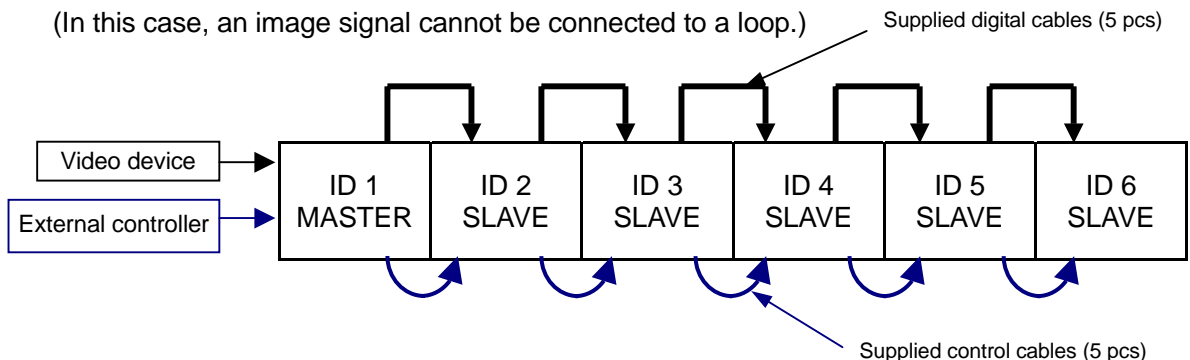 (In this case, an image signal cannot be connected to a loop.)
Supplied digital cables (5 pcs)
Video device
External controller
ID 1
MASTER
ID 2
SLAVE
ID 3
SLAVE
ID 4
SLAVE
ID 5
SLAVE
ID 6
SLAVE
Supplied control cables (5 pcs)